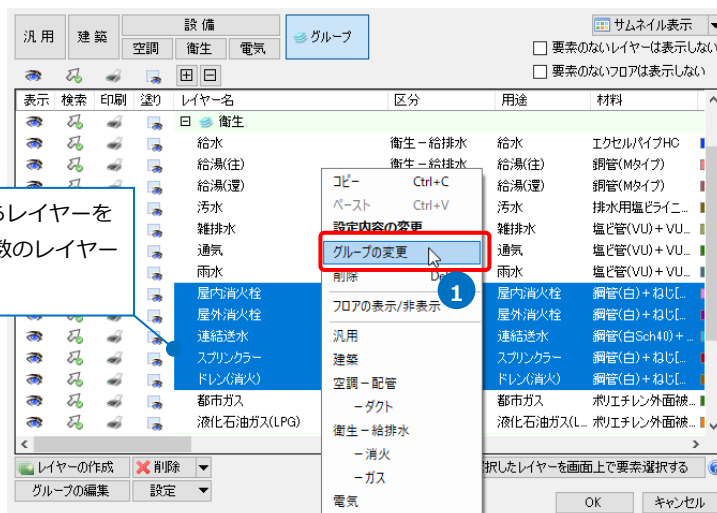 汎用 建築 設備 グループ サムネイル表示
空調 衛生 電気 要素のないレイヤーは表示しない
要素のないフロアは表示しない
表示 検索 印刷 塗り レイヤー名 区分 用途 材料
衛生
給水 衛生－給排水 給水 エクセルパイプHC
給湯(往) 衛生－給排水 給湯(往) 銅管(Mタイプ)
給湯(還) 給湯(還) 銅管(Mタイプ)
汚水 汚水 排水用塩ビライニ...
雑排水 雑排水 塩ビ管(VU)+VU...
通気 通気 塩ビ管(VU)+VU...
雨水 雨水 塩ビ管(VU)+VU...
屋内消火栓 屋内消火栓 鋼管(白)+ねじ[...
屋外消火栓 屋外消火栓 鋼管(白)+ねじ[...
連結送水 連結送水 鋼管(白Sch40)+...
スプリンクラー スプリンクラー 鋼管(白)+ねじ[...
ドレン(消火) ドレン(消火) 鋼管(白)+ねじ[...
都市ガス 都市ガス ポリエチレン外面被...
液化石油ガス(LPG) 液化石油ガス(L... ポリエチレン外面被...
レイヤーを
数のレイヤー
コピー Ctrl+C
ペースト Ctrl+V
設定内容の変更
グループの変更
削除 De
1
フロアの表示/非表示
汎用
建築
空調－配管
－ダクト
衛生－給排水
－消火
－ガス
電気
レイヤーの作成 削除 択したレイヤーを画面上で要素選択する
グループの編集 設定 OK キャンセル